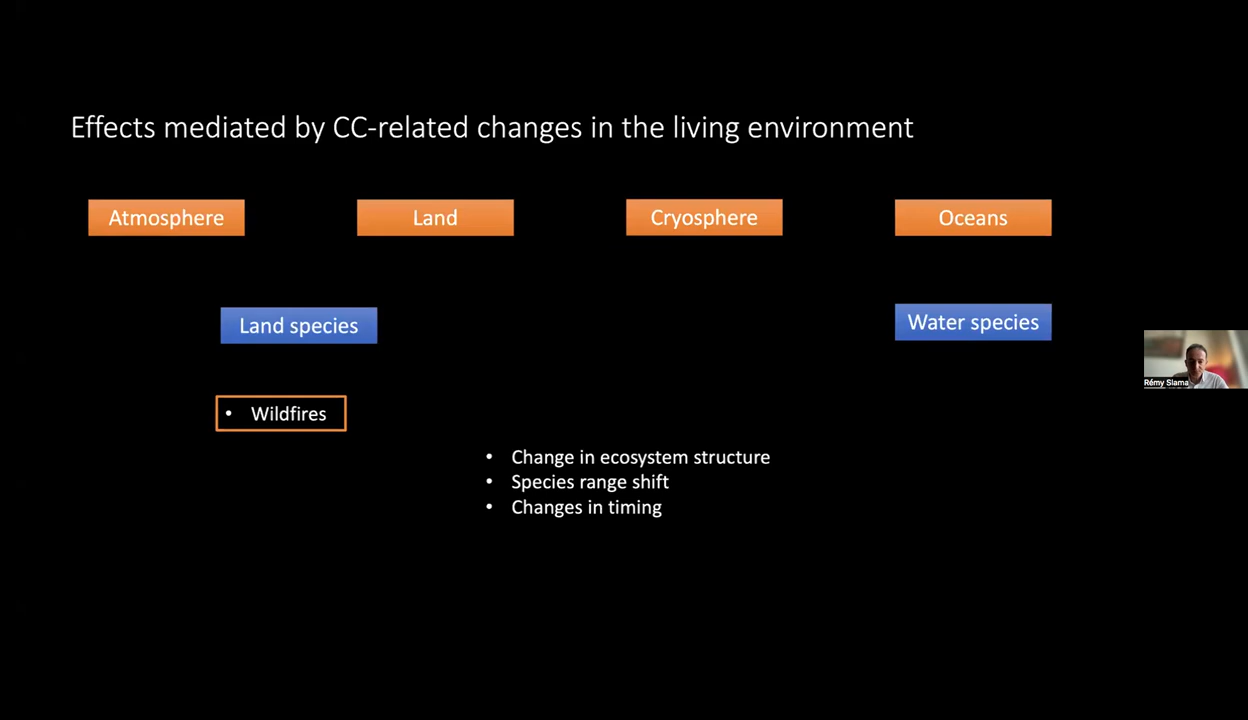 Effects mediated by CC-related changes in the living environment
Atmosphere
Land
Cryosphere
Oceans
Land species
Water species
Rémy Slama
• Wildfires
• Change in ecosystem structure
• Species range shift
• Changes in timing